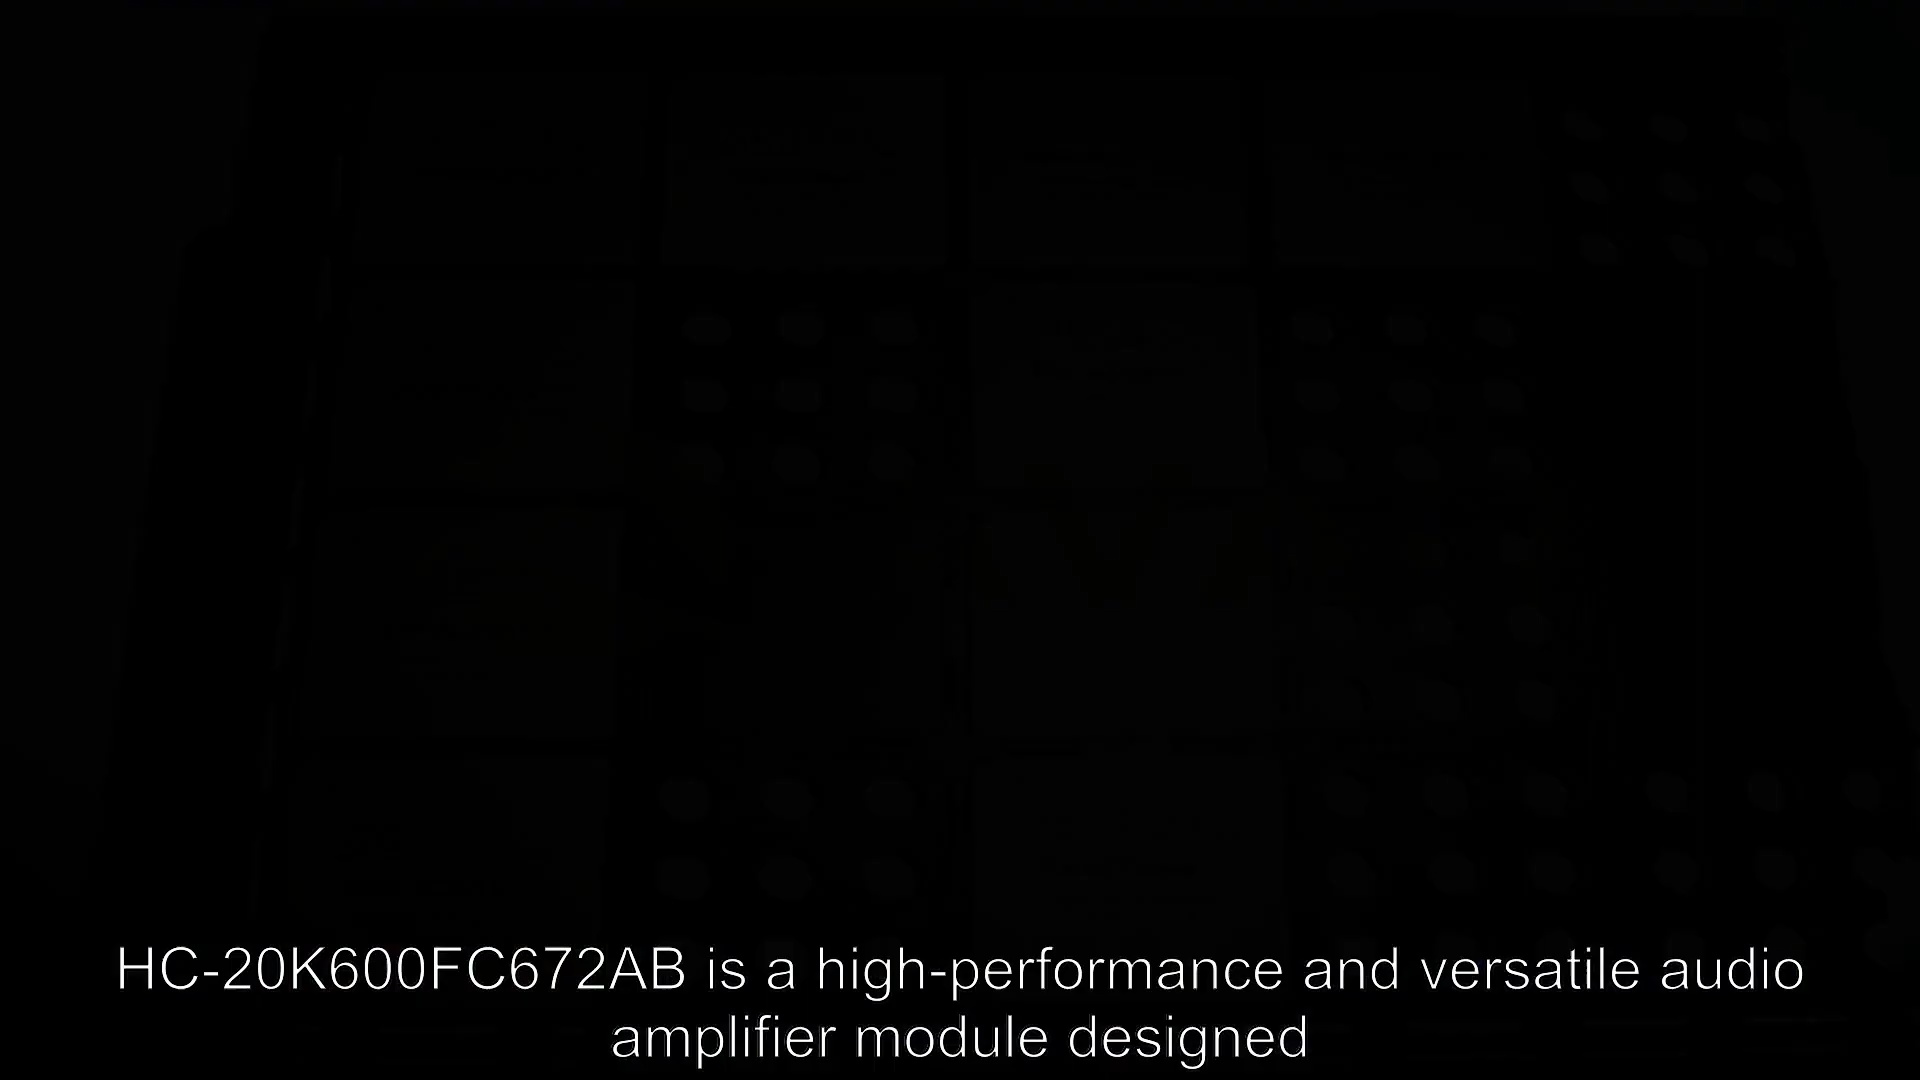 HC-20K600FC672AB is a high-performance and versatile audio
amplifier module designed